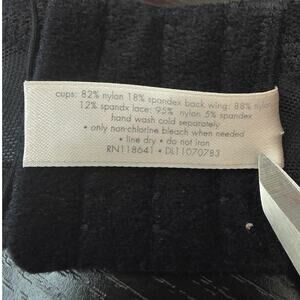 cups: 82% nylon 18% spandex back wing: 88% nylon
12% spandx lace: 95% nylon 5% spandex
hand wash cold separately
• only non-chlorine bleach when needed
• line dry • do not iron
RN118641 • DL11070783